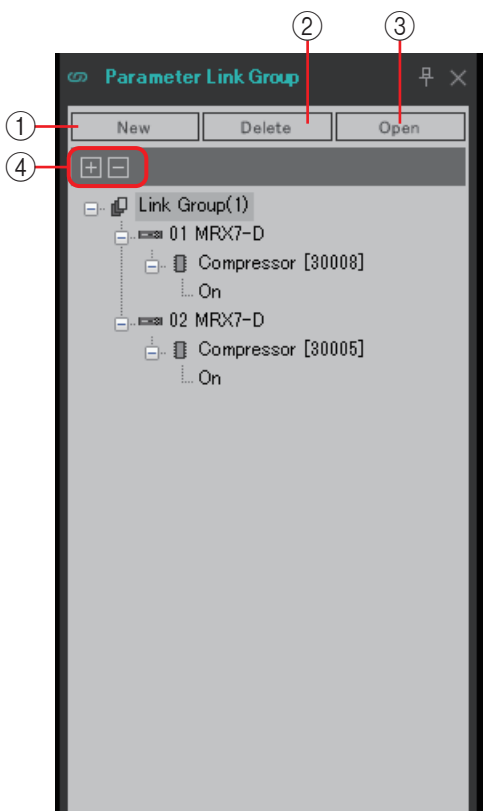 ② ③
Parameter Link Group
① New Delete Open
④
Link Group(1)
01 MRX7-D
Compressor [30008]
On
02 MRX7-D
Compressor [30005]
On